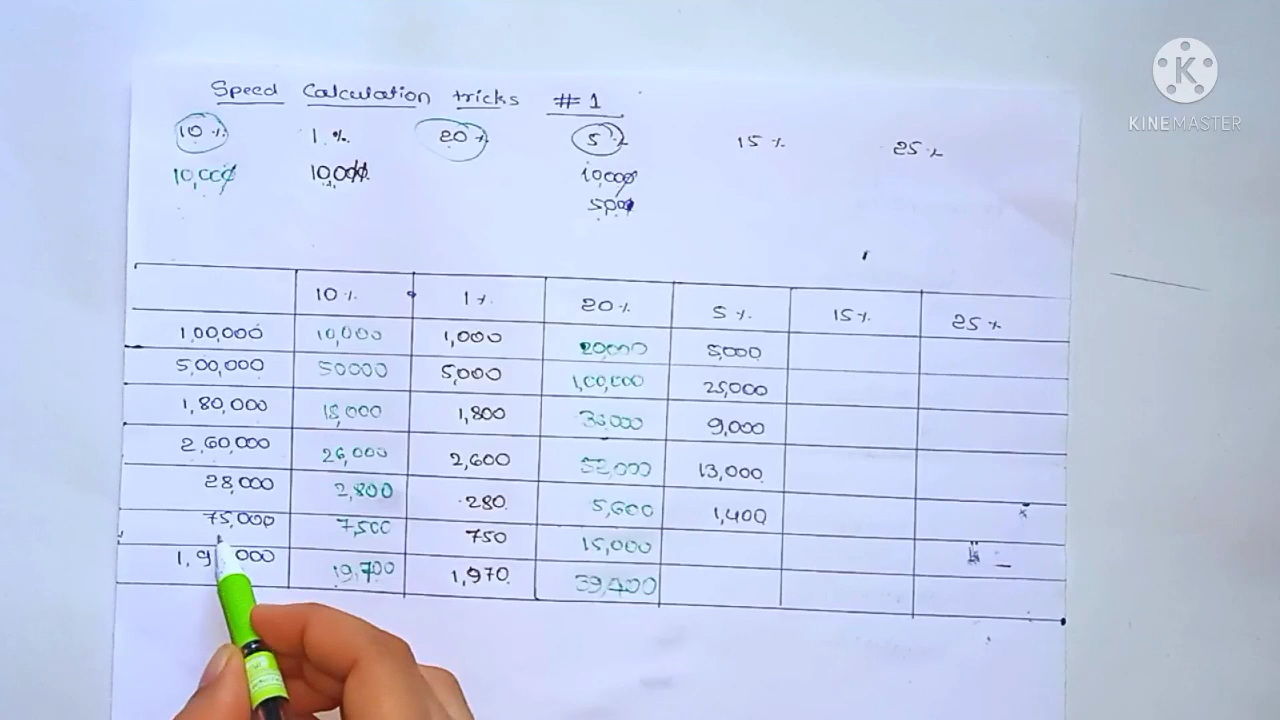 Speed Calculation tricks #1
10% 1% 20% 5% 15% 25%
10,000 10,000 10,000
500
10% 1% 20% 5% 15% 25%
1,00,000 10,000 1,000 20,000 5,000
5,00,000 50000 5,000 1,00,000 25,000
1,80,000 18,000 1,800 36,000 9,000
2,60,000 26,000 2,600 52,000 13,000
28,000 2,800 280 5,600 1,400
75,000 7,500 750 15,000
19,700 1,970 39,400
KINEMASTER